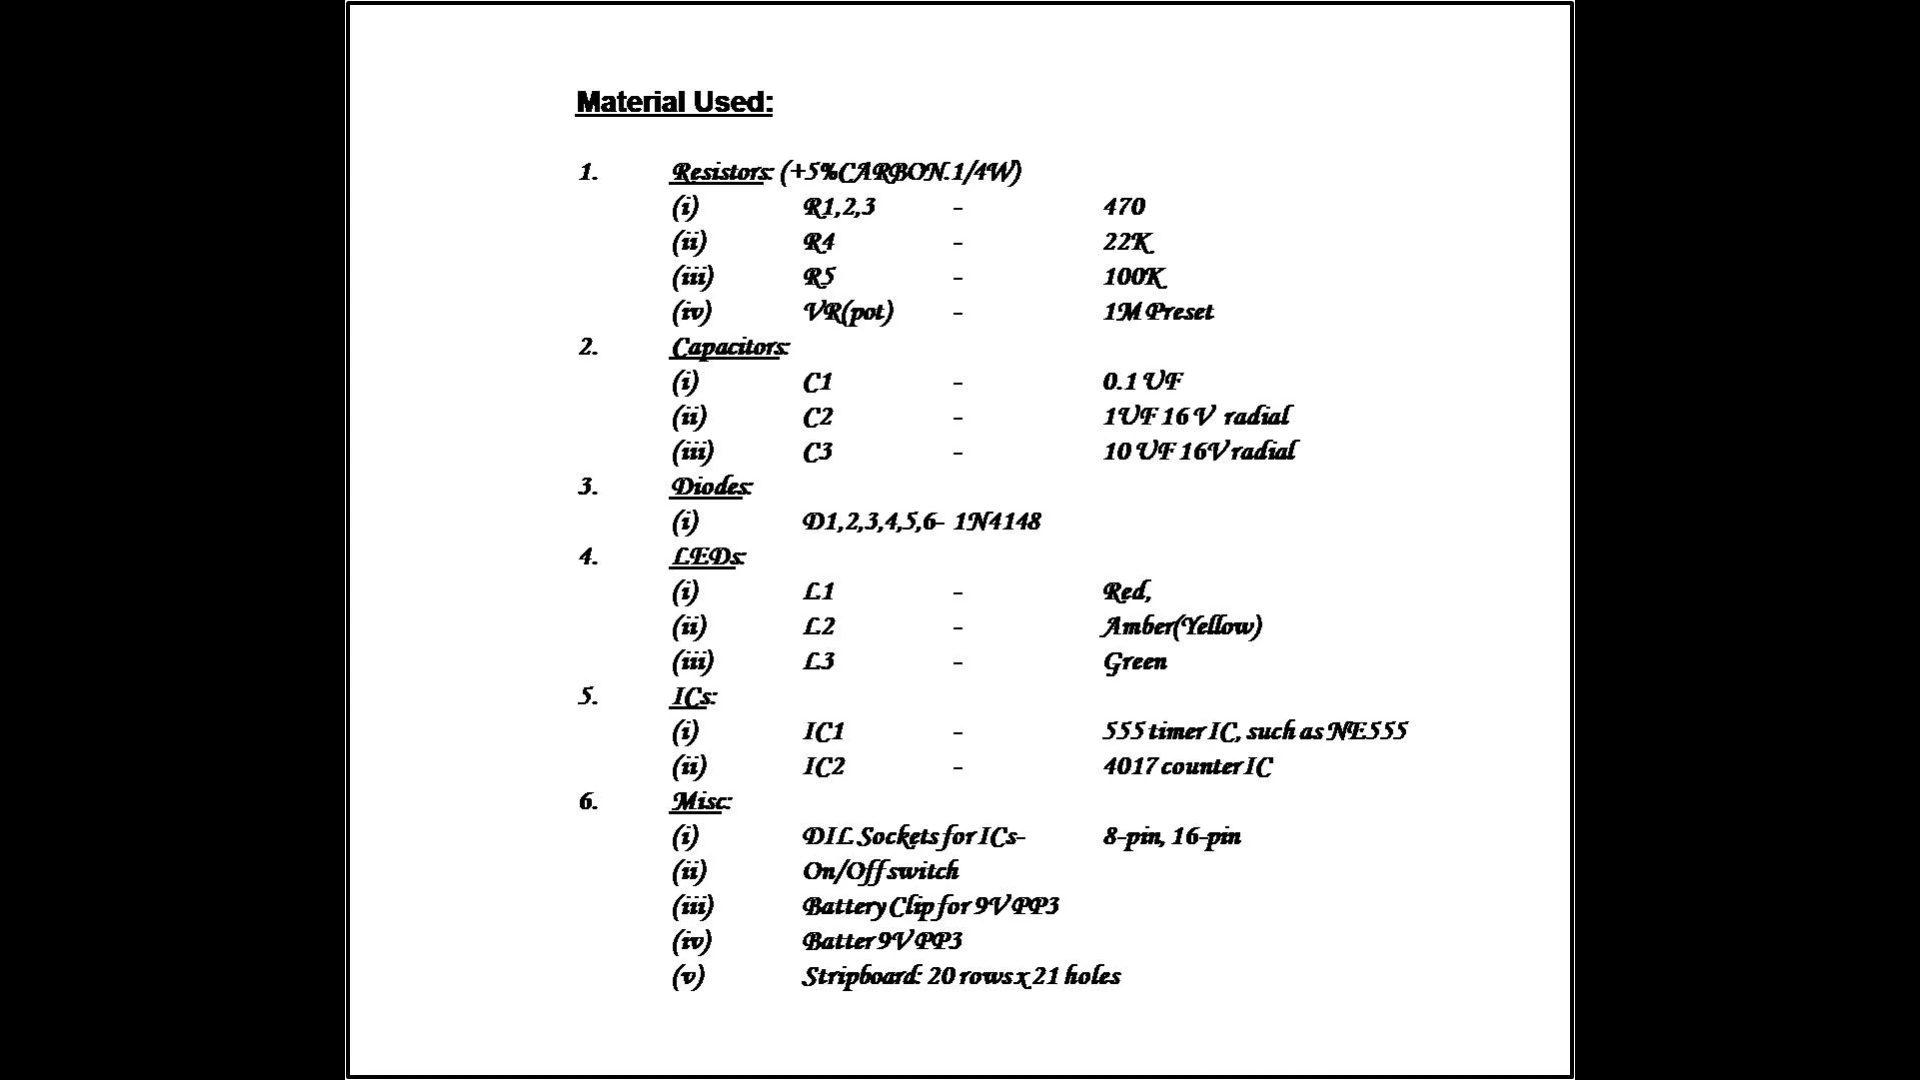 Material Used:
1. Resistors: (+5%CARBON.1/4W)
(i) R1,2,3 - 470
(ii) R4 - 22K
(iii) R5 - 100K
(iv) VR(pot) - 1M Preset
2. Capacitors:
(i) C1 - 0.1 UF
(ii) C2 - 1UF 16 V radial
(iii) C3 - 10 UF 16V radial
3. Diodes:
(i) D1,2,3,4,5,6- 1N4148
4. LEDs:
(i) L1 - Red,
(ii) L2 - Amber(Yellow)
(iii) L3 - Green
5. ICs:
(i) IC1 - 555 timer IC, such as NE555
(ii) IC2 - 4017 counter IC
6. Misc:
(i) DIL Sockets for ICs- 8-pin, 16-pin
(ii) On/Off switch
(iii) Battery Clip for 9V PP3
(iv) Batter 9V PP3
(v) Stripboard: 20 rows x 21 holes